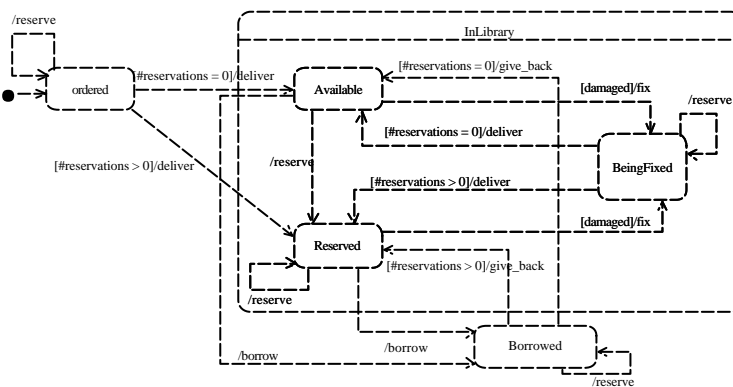 /reserve
InLibrary
[#reservations = 0]/deliver
[#reservations = 0]/give_back
ordered
Available
[damaged]/fix
/reserve
[#reservations = 0]/deliver
/reserve
[#reservations > 0]/deliver
BeingFixed
[#reservations > 0]/deliver
[damaged]/fix
Reserved
[#reservations > 0]/give_back
/reserve
/borrow
/borrow
Borrowed
/reserve